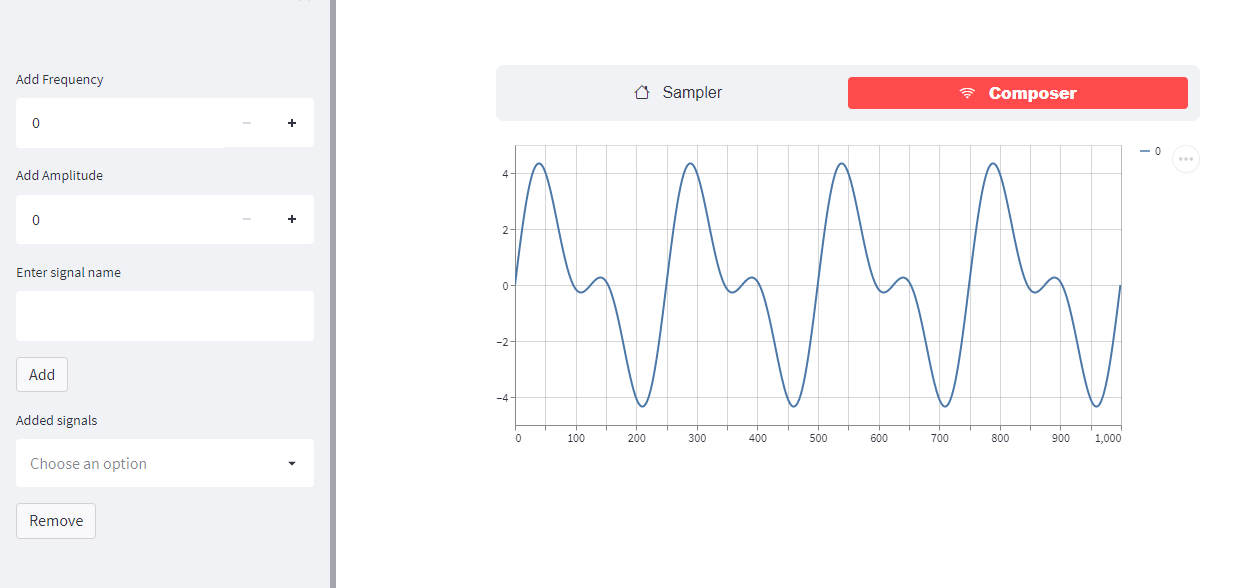 Add Frequency
0
Add Amplitude
0
Enter signal name
Add
Added signals
Choose an option
Remove
Sampler
Composer
0
4
2
0
−2
−4
0 100 200 300 400 500 600 700 800 900 1,000